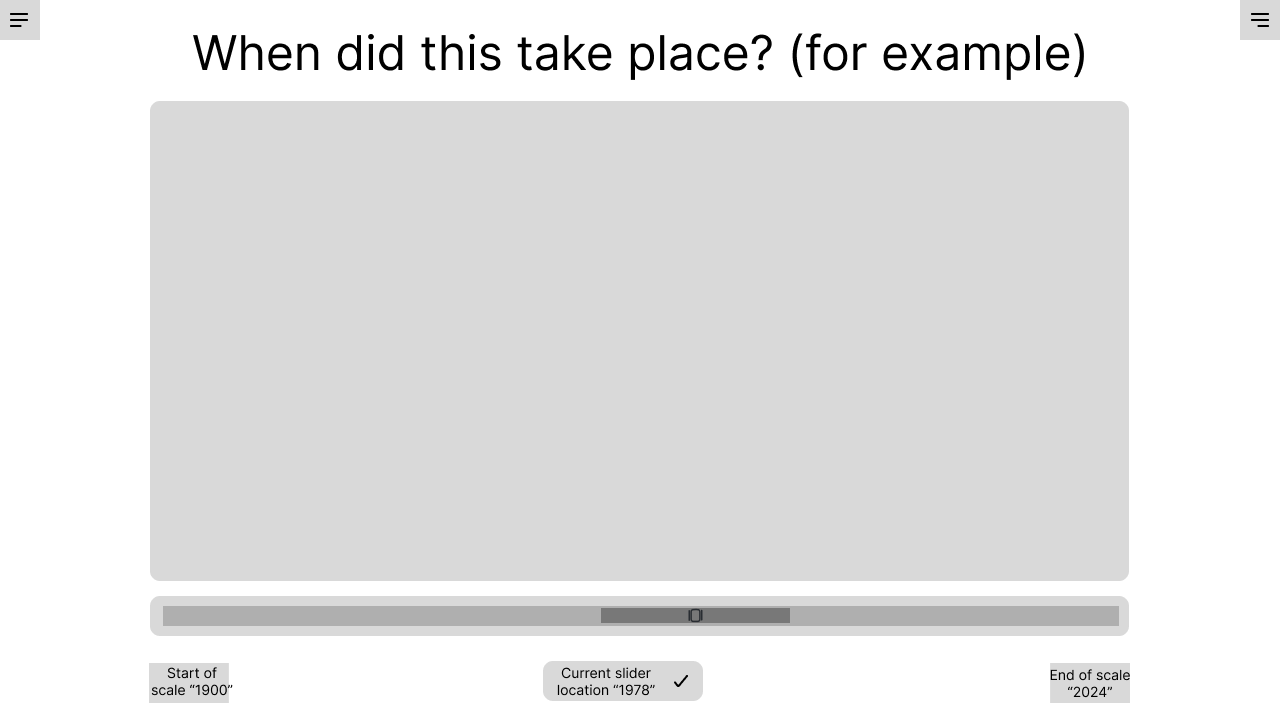 When did this take place? (for example)
Start of
scale “1900”
Current slider
location “1978”
End of scale
“2024”